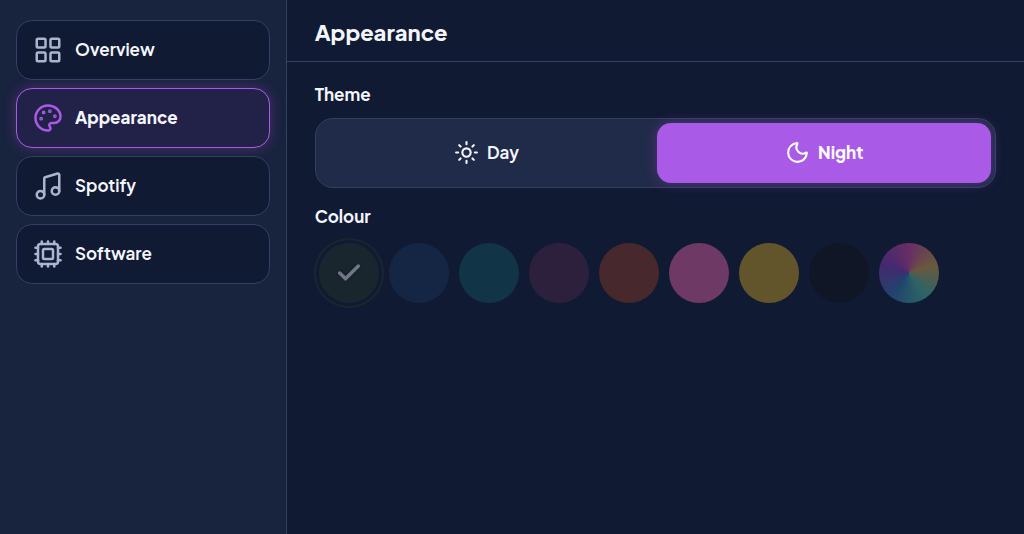 Overview
Appearance
Spotify
Software
Appearance
Theme
Day
Night
Colour